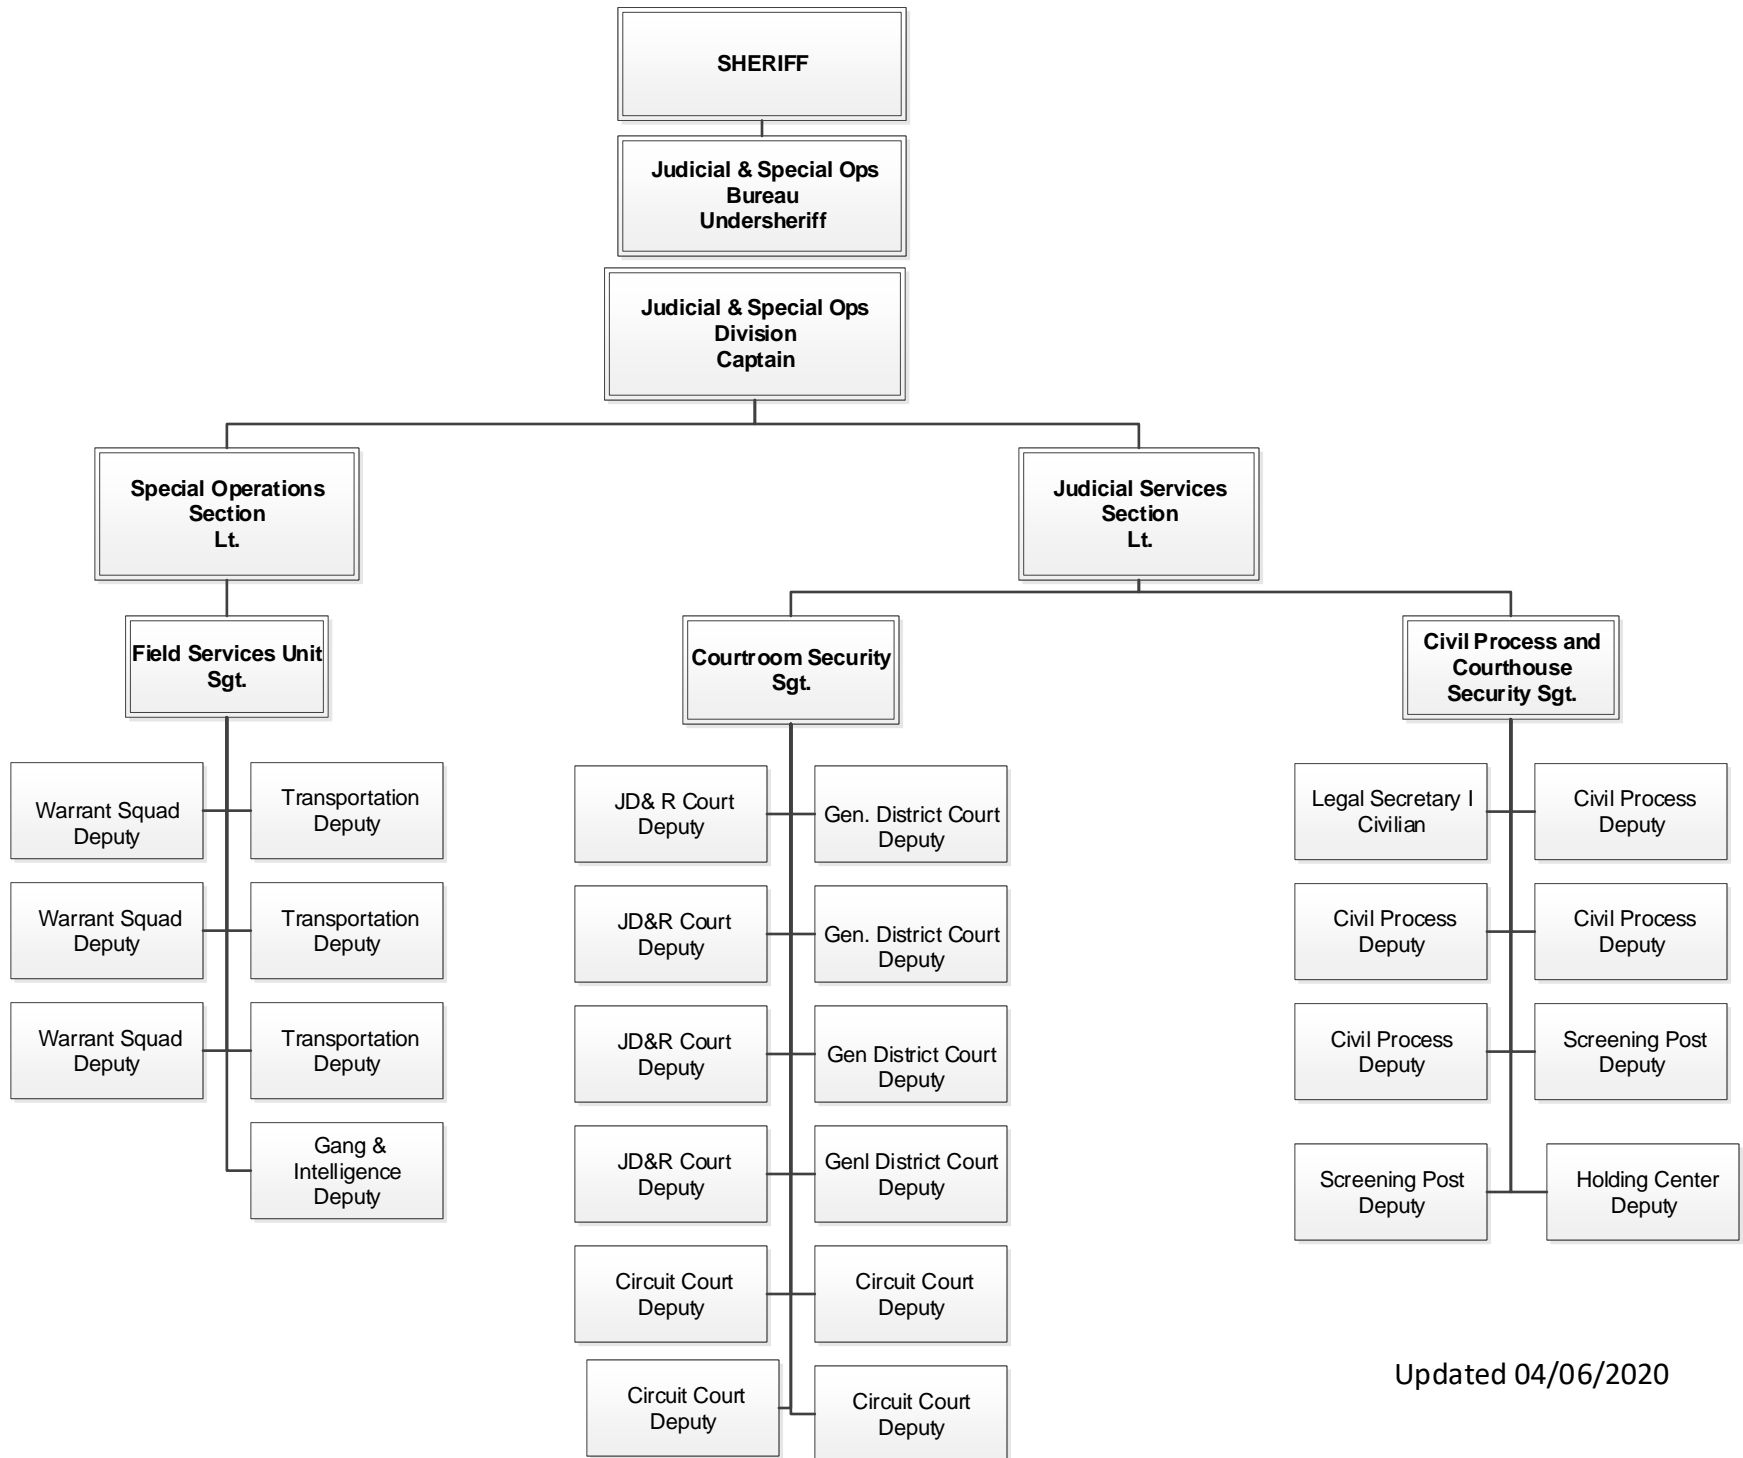 SHERIFF
Judicial & Special Ops
Bureau
Undersheriff
Judicial & Special Ops
Division
Captain
Special Operations
Section
Lt.
Judicial Services
Section
Lt.
Field Services Unit
Sgt.
Courtroom Security
Sgt.
Civil Process and
Courthouse
Security Sgt.
Warrant Squad
Deputy
Transportation
Deputy
Warrant Squad
Deputy
Transportation
Deputy
Warrant Squad
Deputy
Transportation
Deputy
Gang &
Intelligence
Deputy
JD& R Court
Deputy
Gen. District Court
Deputy
JD&R Court
Deputy
Gen. District Court
Deputy
JD&R Court
Deputy
Gen District Court
Deputy
JD&R Court
Deputy
Genl District Court
Deputy
Circuit Court
Deputy
Circuit Court
Deputy
Circuit Court
Deputy
Circuit Court
Deputy
Legal Secretary I
Civilian
Civil Process
Deputy
Civil Process
Deputy
Civil Process
Deputy
Civil Process
Deputy
Screening Post
Deputy
Screening Post
Deputy
Holding Center
Deputy
Updated 04/06/2020